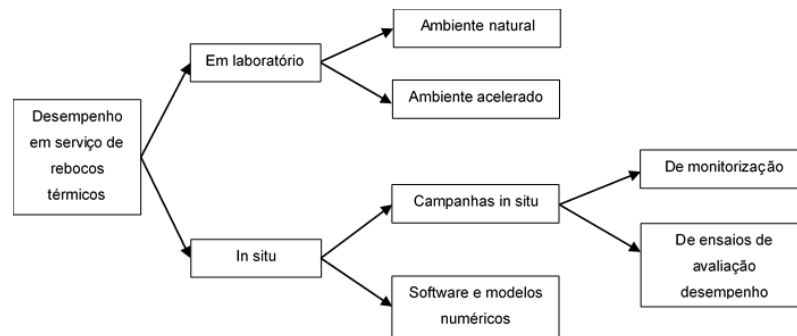 Desempenho
em serviço de
rebocos
térmicos
Em laboratório
Ambiente natural
Ambiente acelerado
In situ
Campanhas in situ
De monitorização
De ensaios de
avaliação
desempenho
Software e modelos
numéricos